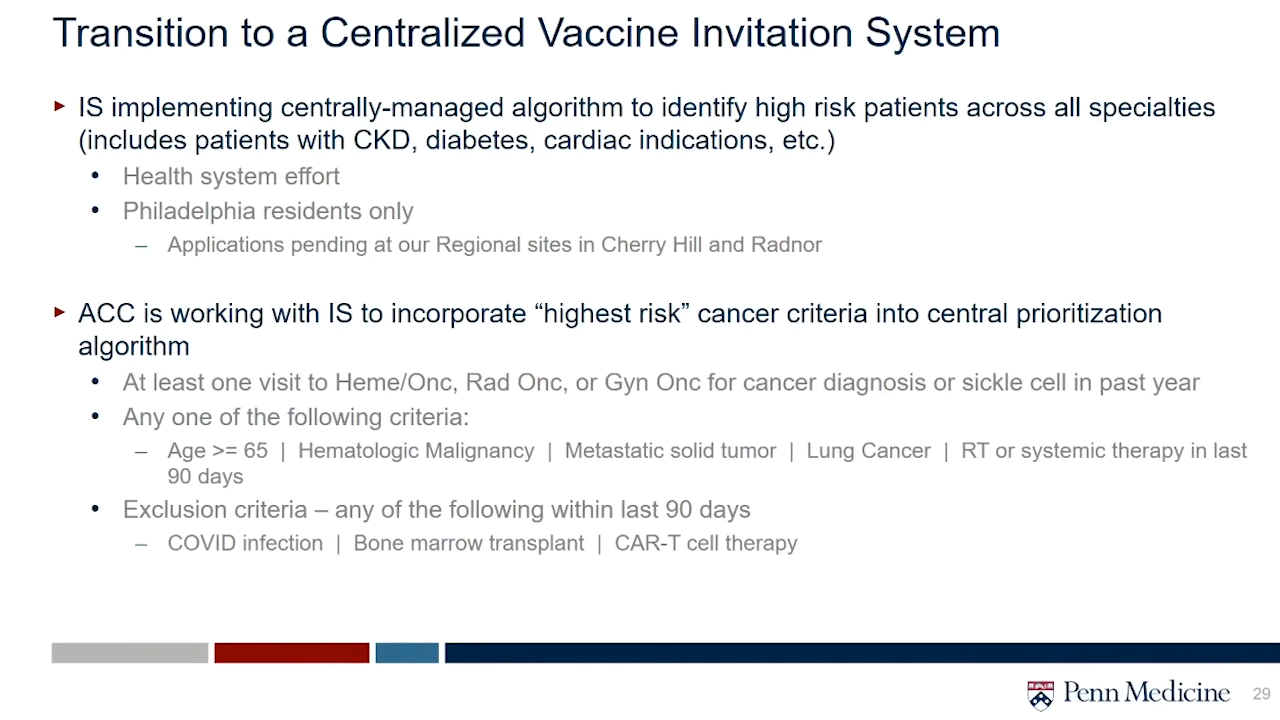 Transition to a Centralized Vaccine Invitation System
IS implementing centrally-managed algorithm to identify high risk patients across all specialties
(includes patients with CKD, diabetes, cardiac indications, etc.)
• Health system effort
• Philadelphia residents only
– Applications pending at our Regional sites in Cherry Hill and Radnor
ACC is working with IS to incorporate “highest risk” cancer criteria into central prioritization
algorithm
• At least one visit to Heme/Onc, Rad Onc, or Gyn Onc for cancer diagnosis or sickle cell in past year
• Any one of the following criteria:
– Age >= 65 | Hematologic Malignancy | Metastatic solid tumor | Lung Cancer | RT or systemic therapy in last
90 days
• Exclusion criteria – any of the following within last 90 days
– COVID infection | Bone marrow transplant | CAR-T cell therapy
Penn Medicine
29